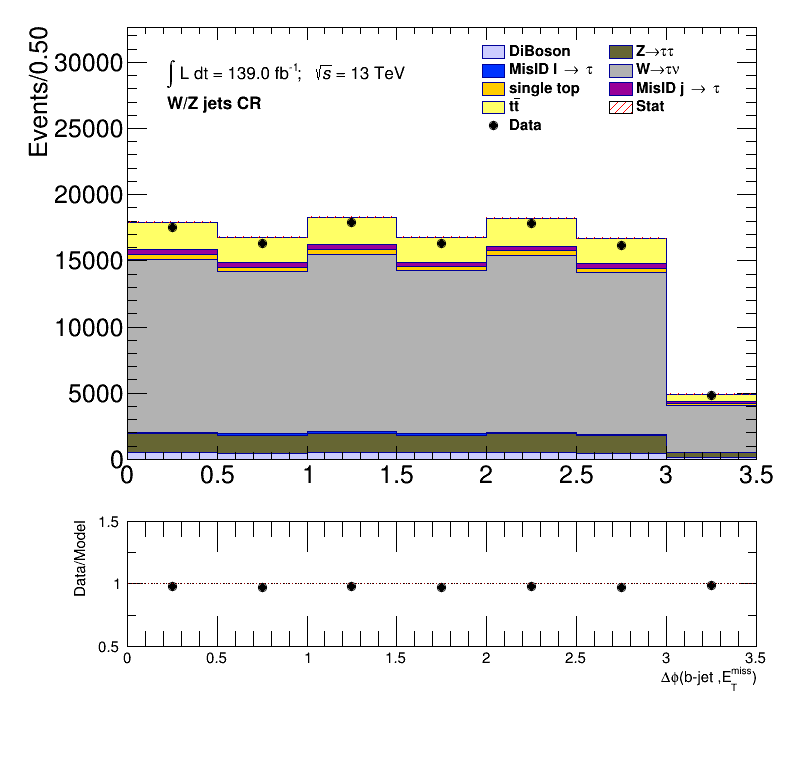 Events/0.50
30000
25000
20000
15000
10000
5000
0
∫ L dt = 139.0 fb⁻¹; √s = 13 TeV
W/Z jets CR
DiBoson
Z→ττ
MisID l → τ
W→τν
single top
MisID j → τ
tt̄
Stat
Data
0 0.5 1 1.5 2 2.5 3 3.5
Data/Model
1.5
1
0.5
0 0.5 1 1.5 2 2.5 3 3.5
Δϕ(b-jet ,E_T^miss)